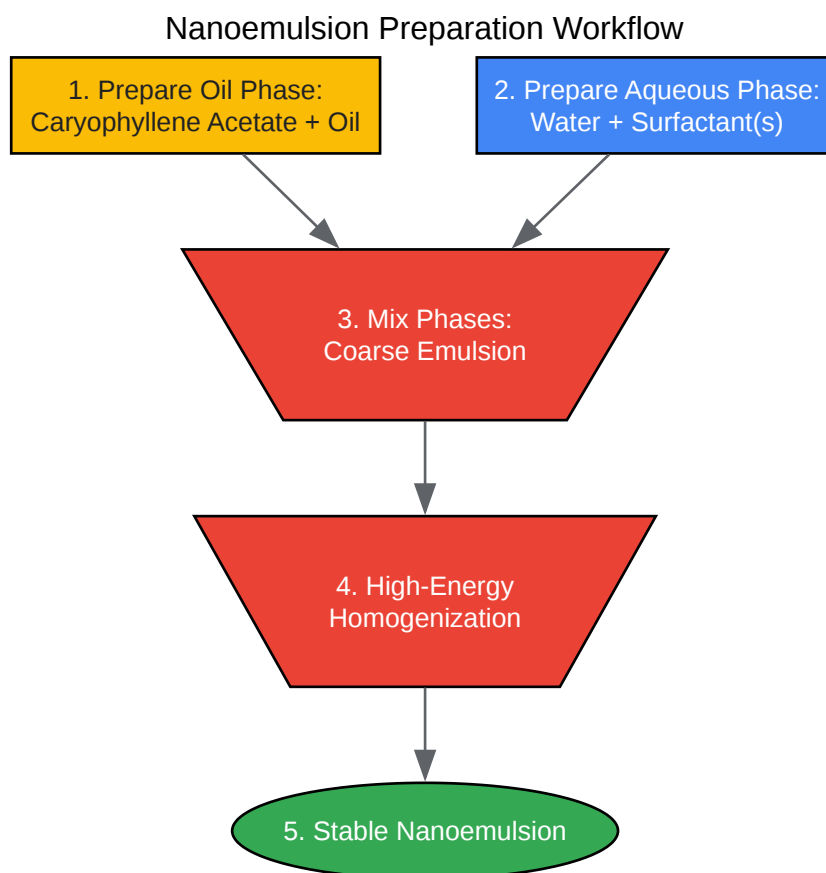 Nanoemulsion Preparation Workflow
1. Prepare Oil Phase:
Caryophyllene Acetate + Oil
2. Prepare Aqueous Phase:
Water + Surfactant(s)
3. Mix Phases:
Coarse Emulsion
4. High-Energy
Homogenization
5. Stable Nanoemulsion